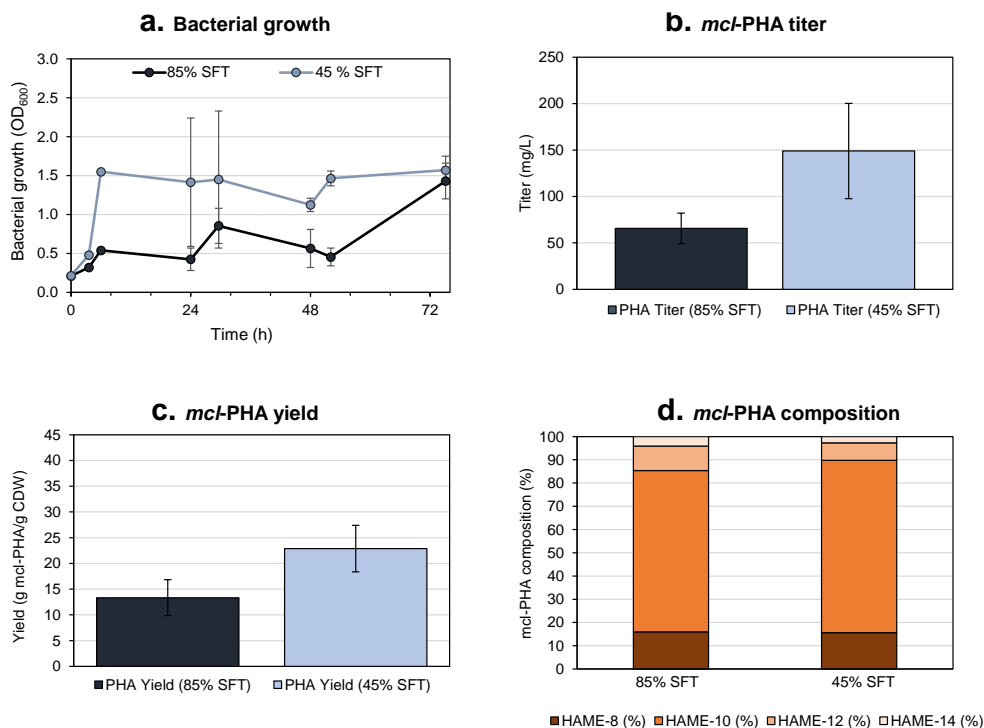 a. Bacterial growth
3.0
2.5
2.0
1.5
1.0
0.5
0.0
Bacterial growth (OD600)
85% SFT
45 % SFT
0
24
48
72
Time (h)
b. mcl-PHA titer
250
200
150
100
50
0
Titer (mg/L)
PHA Titer (85% SFT)
PHA Titer (45% SFT)
c. mcl-PHA yield
45
40
35
30
25
20
15
10
5
0
Yield (g mcl-PHA/g CDW)
PHA Yield (85% SFT)
PHA Yield (45% SFT)
d. mcl-PHA composition
100
90
80
70
60
50
40
30
20
10
0
mcl-PHA composition (%)
85% SFT
45% SFT
HAME-8 (%)
HAME-10 (%)
HAME-12 (%)
HAME-14 (%)